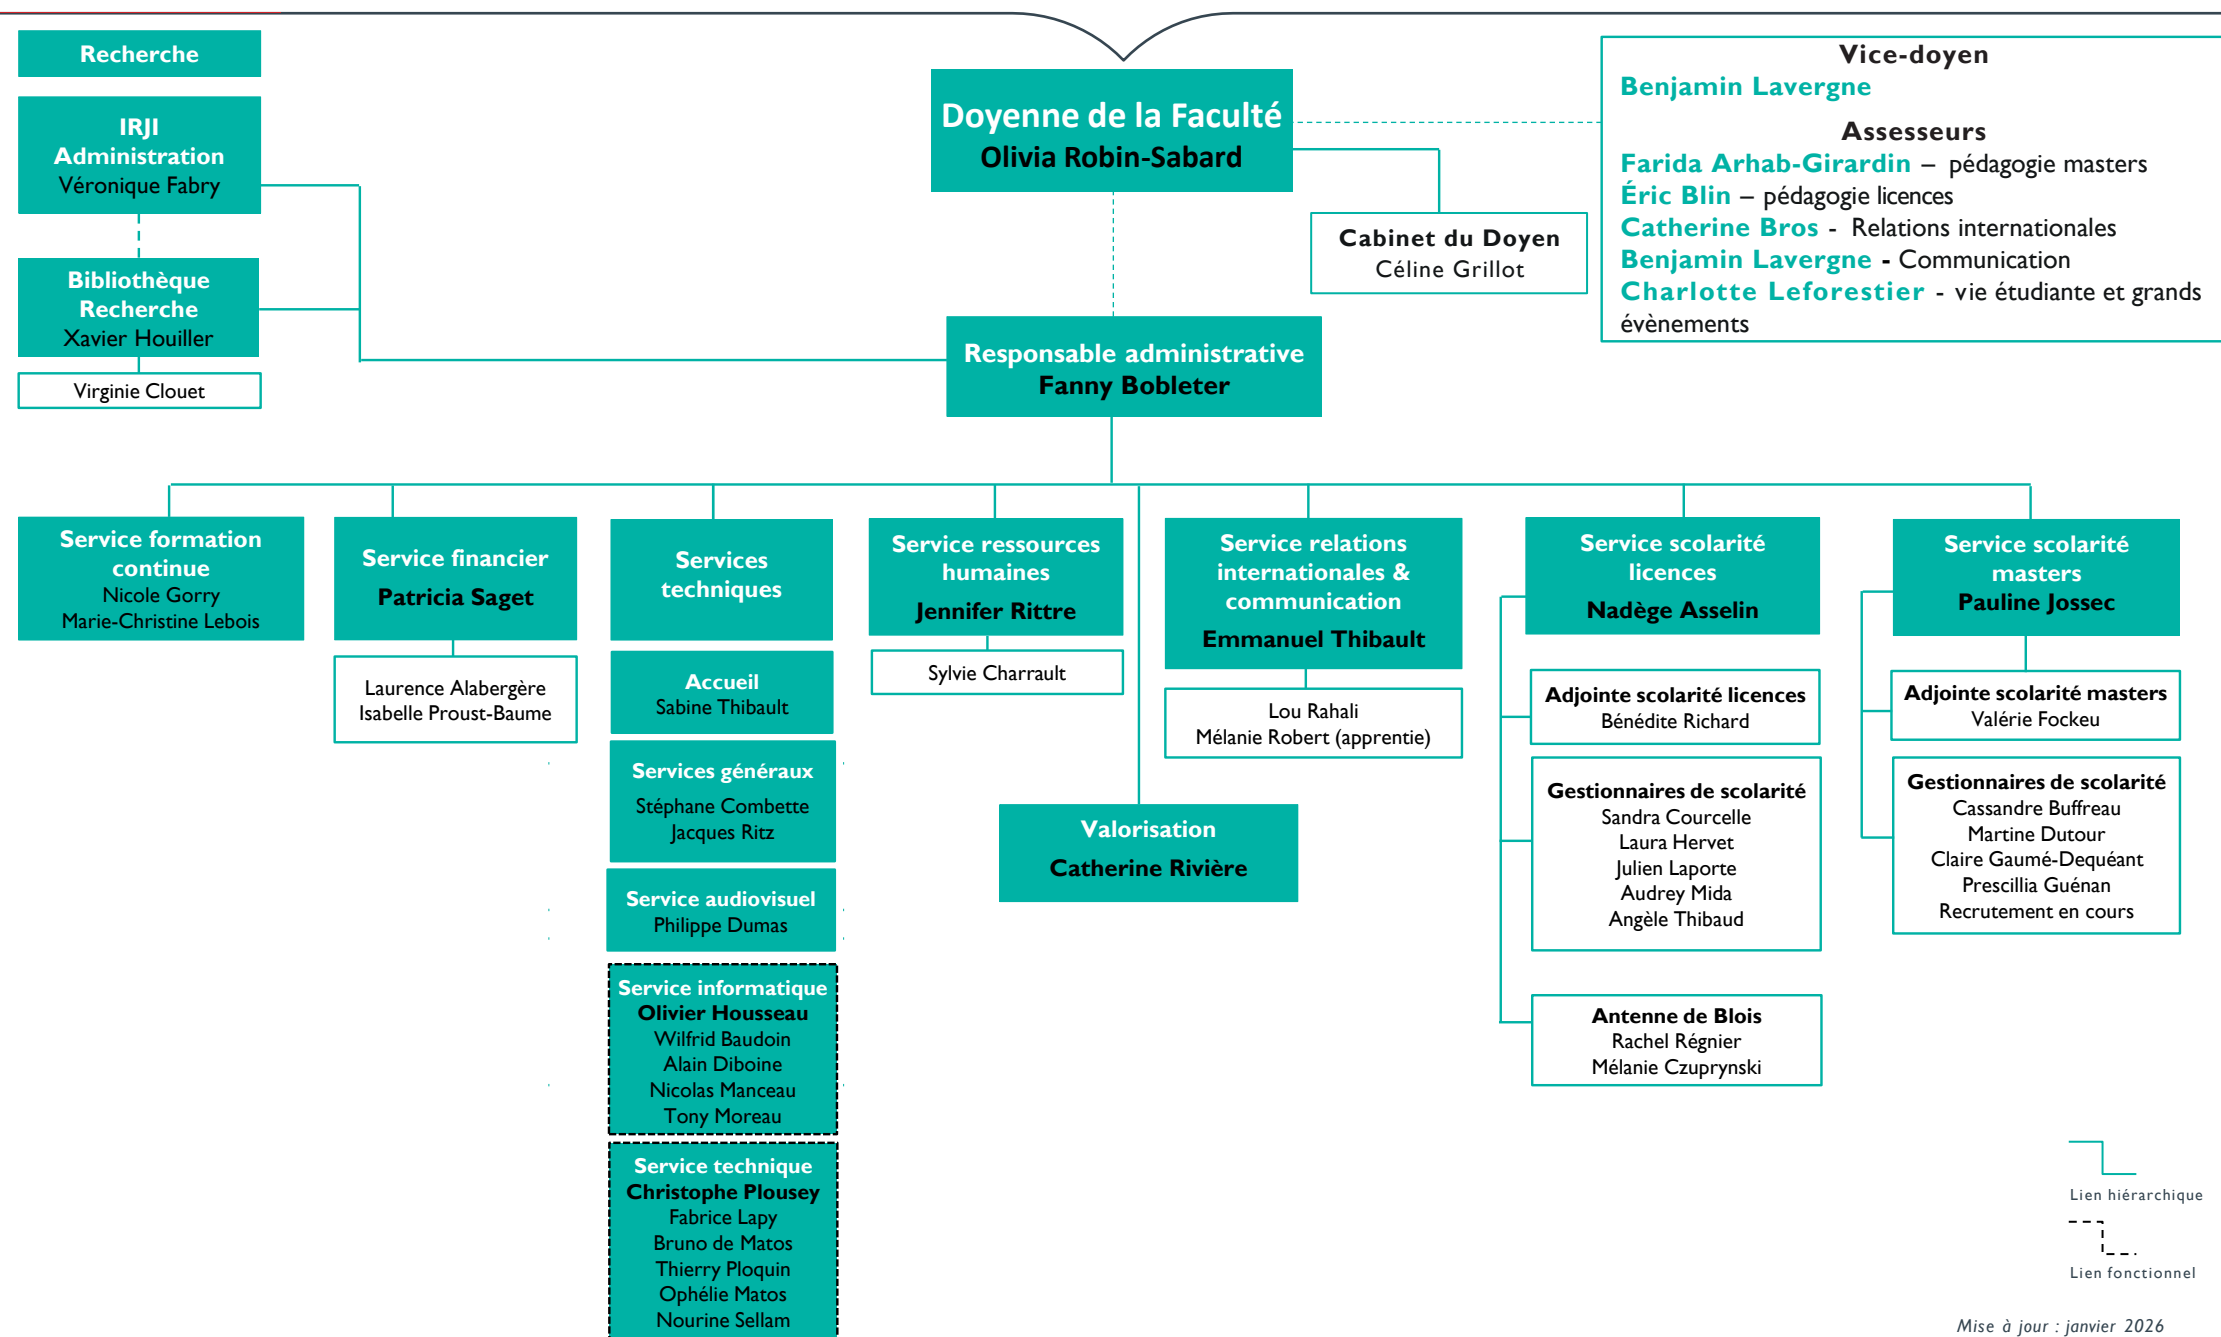 Recherche
IRJI
Administration
Véronique Fabry
Bibliothèque
Recherche
Xavier Houiller
Virginie Clouet
Doyenne de la Faculté
Olivia Robin-Sabard
Cabinet du Doyen
Céline Grillot
Vice-doyen
Benjamin Lavergne
Assesseurs
Farida Arhab-Girardin – pédagogie masters
Éric Blin – pédagogie licences
Catherine Bros - Relations internationales
Benjamin Lavergne - Communication
Charlotte Leforestier - vie étudiante et grands
évènements
Responsable administrative
Fanny Bobleter
Service formation
continue
Nicole Gorry
Marie-Christine Lebois
Service financier
Patricia Saget
Laurence Alabergère
Isabelle Proust-Baume
Services
techniques
Accueil
Sabine Thibault
Services généraux
Stéphane Combette
Jacques Ritz
Service audiovisuel
Philippe Dumas
Service informatique
Olivier Housseau
Wilfrid Baudoin
Alain Diboine
Nicolas Manceau
Tony Moreau
Service technique
Christophe Plousey
Fabrice Lapy
Bruno de Matos
Thierry Ploquin
Ophélie Matos
Nourine Sellam
Service ressources
humaines
Jennifer Rittre
Sylvie Charrault
Valorisation
Catherine Rivière
Service relations
internationales &
communication
Emmanuel Thibault
Lou Rahali
Mélanie Robert (apprentie)
Service scolarité
licences
Nadège Asselin
Adjointe scolarité licences
Bénédite Richard
Gestionnaires de scolarité
Sandra Courcelle
Laura Hervet
Julien Laporte
Audrey Mida
Angèle Thibaud
Antenne de Blois
Rachel Régnier
Mélanie Czuprynski
Service scolarité
masters
Pauline Jossec
Adjointe scolarité masters
Valérie Fockeu
Gestionnaires de scolarité
Cassandre Buffreau
Martine Dutour
Claire Gaumé-Dequéant
Prescillia Guénan
Recrutement en cours
Lien hiérarchique
Lien fonctionnel
Mise à jour : janvier 2026